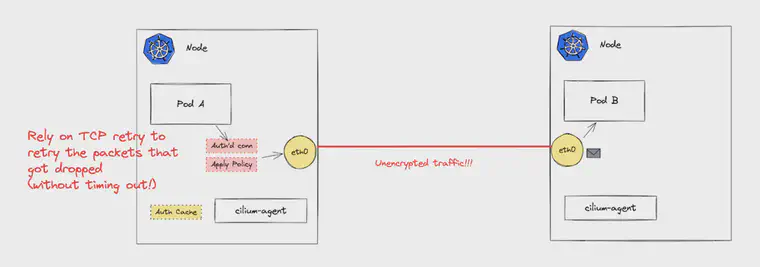 Node
Pod A
Rely on TCP retry to
retry the packets that
got dropped
(without timing out!)
Auth'd conn
Apply Policy
eth0
Auth Cache
cilium-agent
Unencrypted traffic!!!
Node
Pod B
eth0
cilium-agent